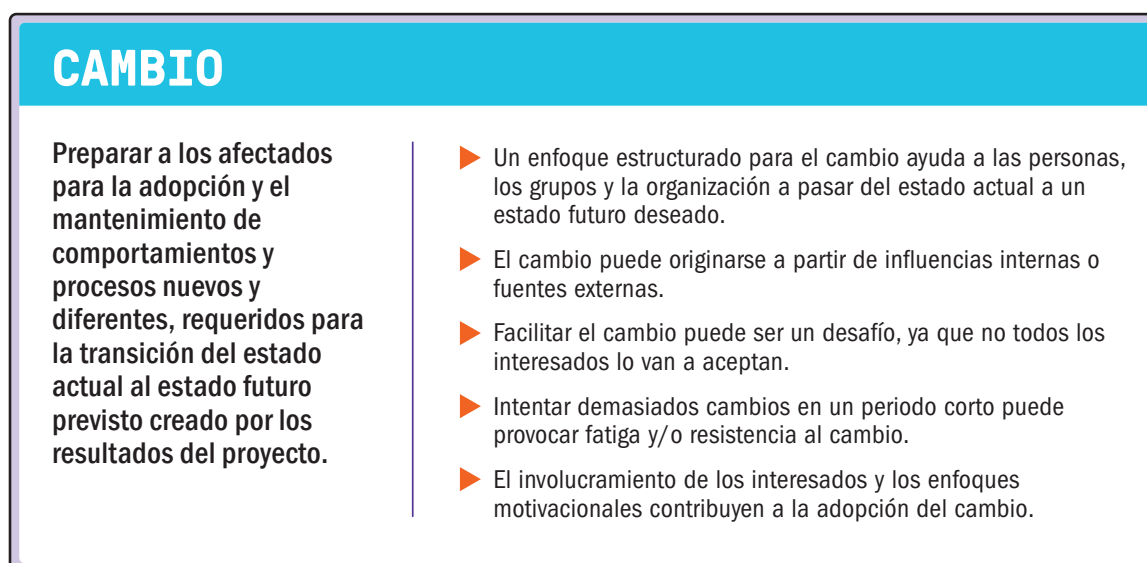 CAMBIO
Preparar a los afectados
para la adopción y el
mantenimiento de
comportamientos y
procesos nuevos y
diferentes, requeridos para
la transición del estado
actual al estado futuro
previsto creado por los
resultados del proyecto.
Un enfoque estructurado para el cambio ayuda a las personas,
los grupos y la organización a pasar del estado actual a un
estado futuro deseado.
El cambio puede originarse a partir de influencias internas o
fuentes externas.
Facilitar el cambio puede ser un desafío, ya que no todos los
interesados lo van a aceptan.
Intentar demasiados cambios en un periodo corto puede
provocar fatiga y/o resistencia al cambio.
El involucramiento de los interesados y los enfoques
motivacionales contribuyen a la adopción del cambio.